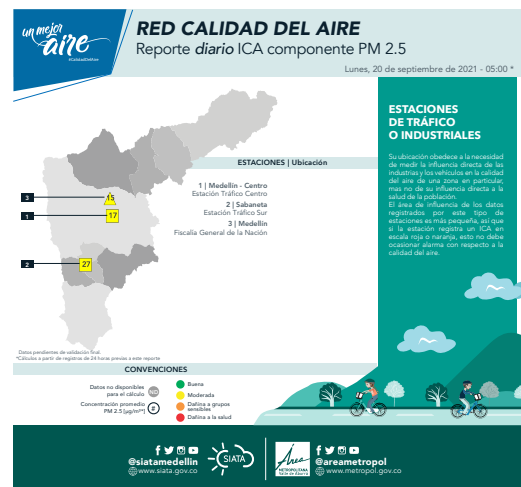 un mejor
aire
#CalidadDelAire
RED CALIDAD DEL AIRE
Reporte diario ICA componente PM 2.5
Lunes, 20 de septiembre de 2021 - 05:00 *
ESTACIONES | Ubicación
1 | Medellín - Centro
Estación Tráfico Centro
2 | Sabaneta
Estación Tráfico Sur
3 | Medellín
Fiscalía General de la Nación
3
15
1
17
2
27
ESTACIONES
DE TRÁFICO
O INDUSTRIALES
Su ubicación obedece a la necesidad
de medir la influencia directa de las
industrias y los vehículos en la calidad
del aire de una zona en particular,
mas no de su influencia directa a la
salud de la población.
El área de influencia de los datos
registrados por este tipo de
estaciones es más pequeña, así que
si la estación registra un ICA en
escala roja o naranja, esto no debe
ocasionar alarma con respecto a la
calidad del aire.
Datos pendientes de validación final.
*Cálculos a partir de registros de 24 horas previas a este reporte
CONVENCIONES
Datos no disponibles
para el cálculo
ND
Concentración promedio
PM 2.5 [µg/m³*]
#
Buena
Moderada
Dañina a grupos
sensibles
Dañina a la salud
@siatamedellin
www.siata.gov.co
SIATA
Área
METROPOLITANA
Valle de Aburrá
@areametropol
www.metropol.gov.co